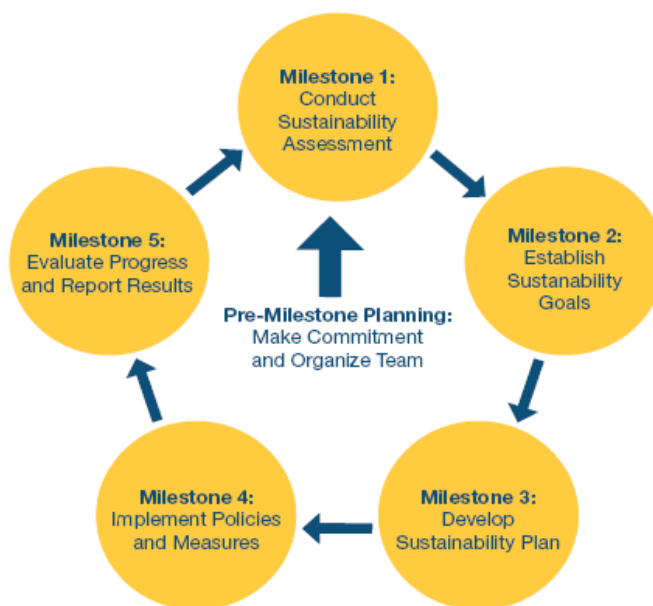 Milestone 1:
Conduct
Sustainability
Assessment
Milestone 2:
Establish
Sustanability
Goals
Milestone 3:
Develop
Sustainability Plan
Milestone 4:
Implement Policies
and Measures
Milestone 5:
Evaluate Progress
and Report Results
Pre-Milestone Planning:
Make Commitment
and Organize Team